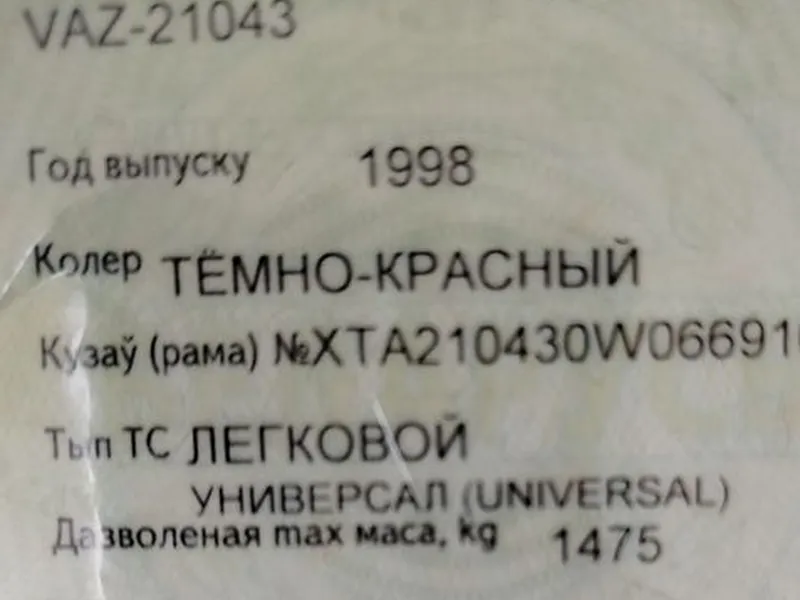 VAZ-21043
Год выпуску 1998
Колер ТЁМНО-КРАСНЫЙ
Кузаў (рама) №XTA210430W066910
Тып ТС ЛЕГКОВОЙ
УНИВЕРСАЛ (UNIVERSAL)
Дазволеная max маса, kg 1475